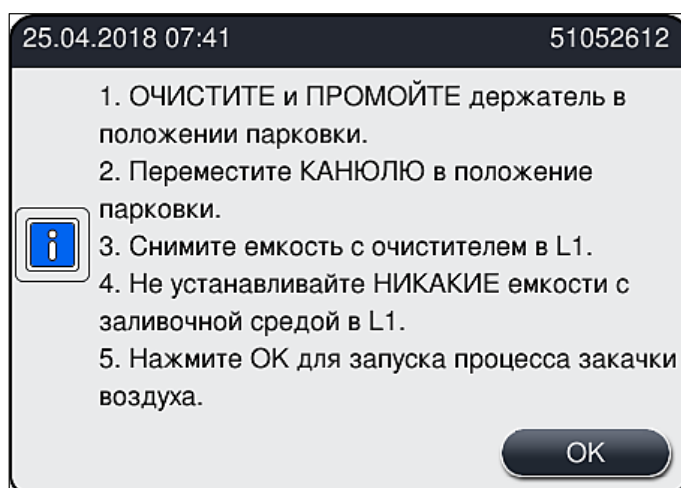 25.04.2018 07:41 51052612
1. ОЧИСТИТЕ и ПРОМОЙТЕ держатель в
положении парковки.
2. Переместите КАНЮЛЮ в положение
парковки.
3. Снимите емкость с очистителем в L1.
4. Не устанавливайте НИКАКИЕ емкости с
заливочной средой в L1.
5. Нажмите OK для запуска процесса закачки
воздуха.
OK